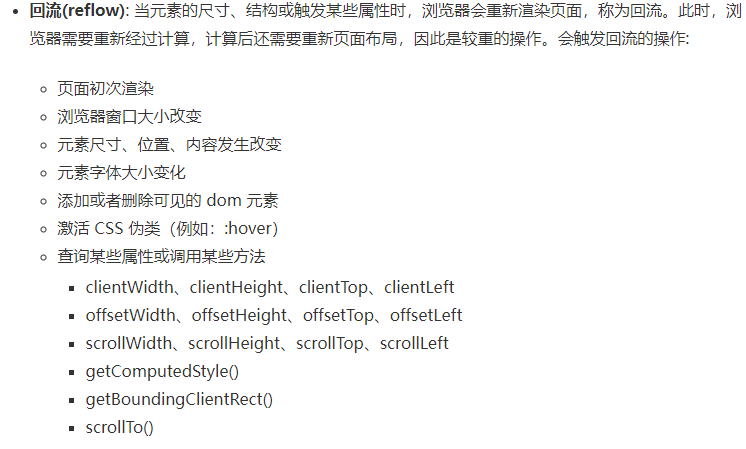 回流(reflow): 当元素的尺寸、结构或触发某些属性时，浏览器会重新渲染页面，称为回流。此时，浏
览器需要重新经过计算，计算后还需要重新页面布局，因此是较重的操作。会触发回流的操作:
页面初次渲染
浏览器窗口大小改变
元素尺寸、位置、内容发生改变
元素字体大小变化
添加或者删除可见的 dom 元素
激活 CSS 伪类（例如：:hover）
查询某些属性或调用某些方法
clientWidth、clientHeight、clientTop、clientLeft
offsetWidth、offsetHeight、offsetTop、offsetLeft
scrollWidth、scrollHeight、scrollTop、scrollLeft
getComputedStyle()
getBoundingClientRect()
scrollTo()